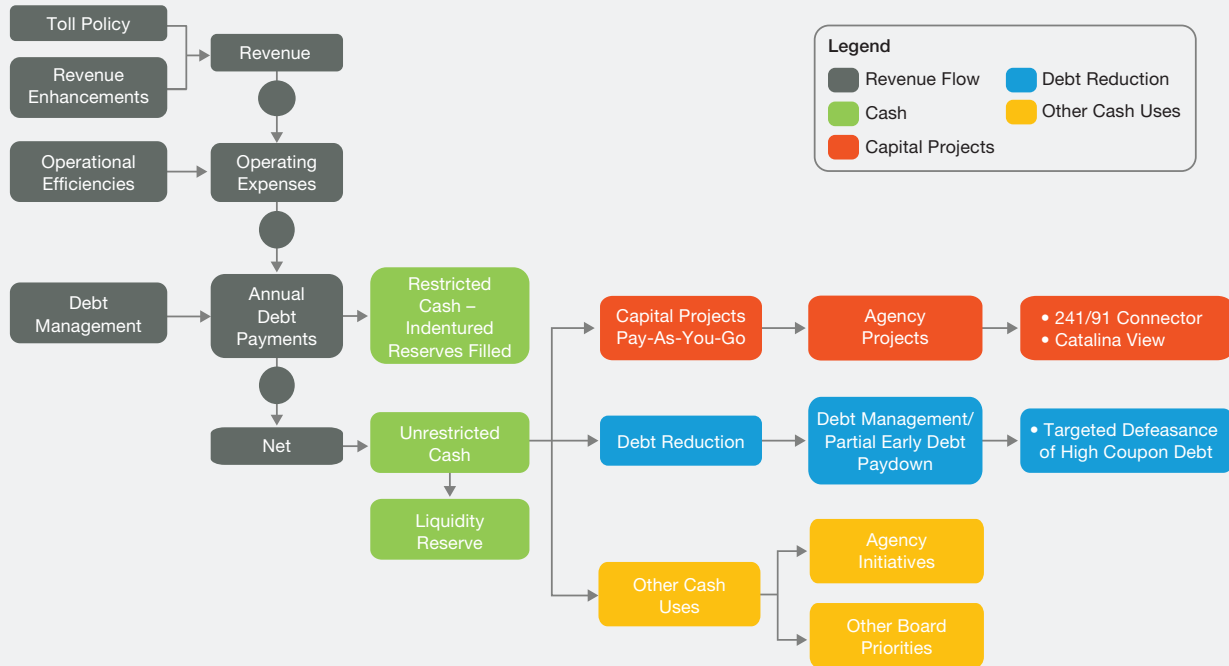 Toll Policy
Revenue
Enhancements
Revenue
Operational
Efficiencies
Operating
Expenses
Debt
Management
Annual
Debt
Payments
Restricted
Cash –
Indentured
Reserves Filled
Net
Unrestricted
Cash
Liquidity
Reserve
Capital Projects
Pay-As-You-Go
Agency
Projects
• 241/91 Connector
• Catalina View
Debt Reduction
Debt Management/
Partial Early Debt
Paydown
• Targeted Defeasance
of High Coupon Debt
Other Cash
Uses
Agency
Initiatives
Other Board
Priorities
Legend
Revenue Flow
Cash
Capital Projects
Debt Reduction
Other Cash Uses